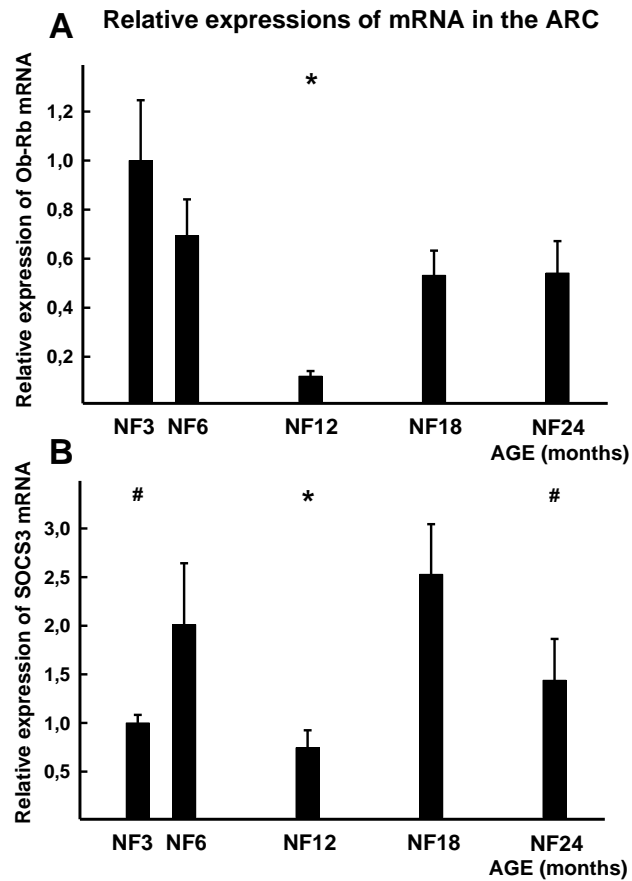 A Relative expressions of mRNA in the ARC
Relative expression of Ob-Rb mRNA
*
1,2
1,0
0,8
0,6
0,4
0,2
NF3 NF6 NF12 NF18 NF24
AGE (months)
B
Relative expression of SOCS3 mRNA
# * #
3,0
2,5
2,0
1,5
1,0
0,5
NF3 NF6 NF12 NF18 NF24
AGE (months)